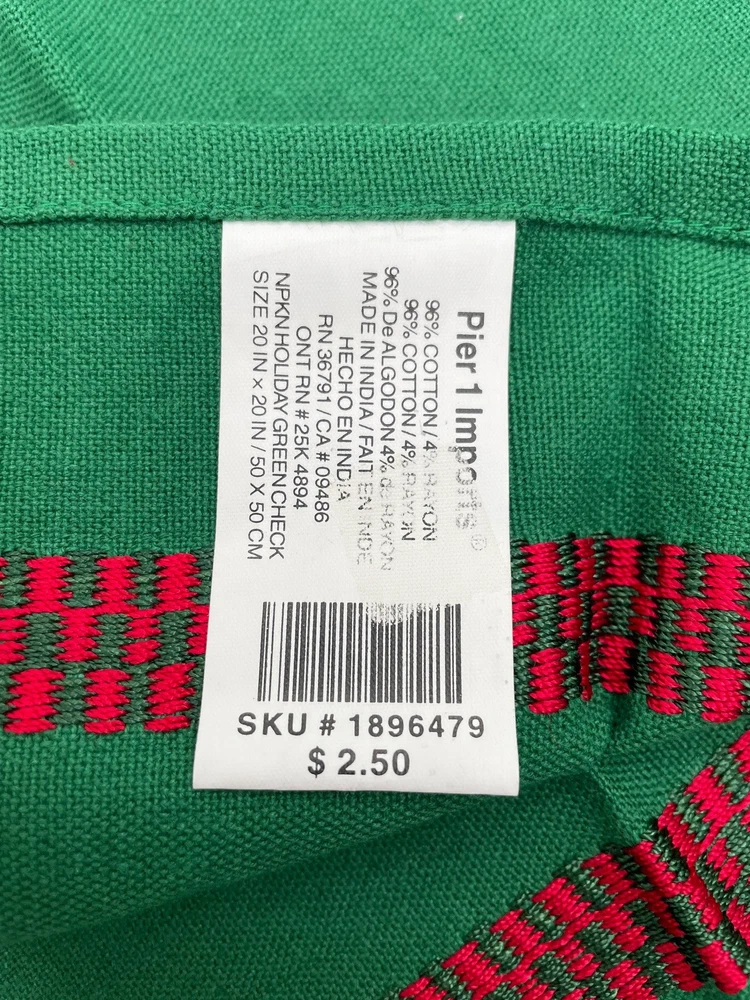 Pier 1 Imports ®
96% COTTON / 4% RAYON
96% COTTON / 4% RAYON
96% De ALGODON 4% de RAYON
MADE IN INDIA / FAIT EN INDE
HECHO EN INDIA
RN 36791 / CA # 09486
ONT RN # 25K 4894
NPKN HOLIDAY GREEN CHECK
SIZE 20 IN × 20 IN / 50 X 50 CM
SKU # 1896479
$ 2.50